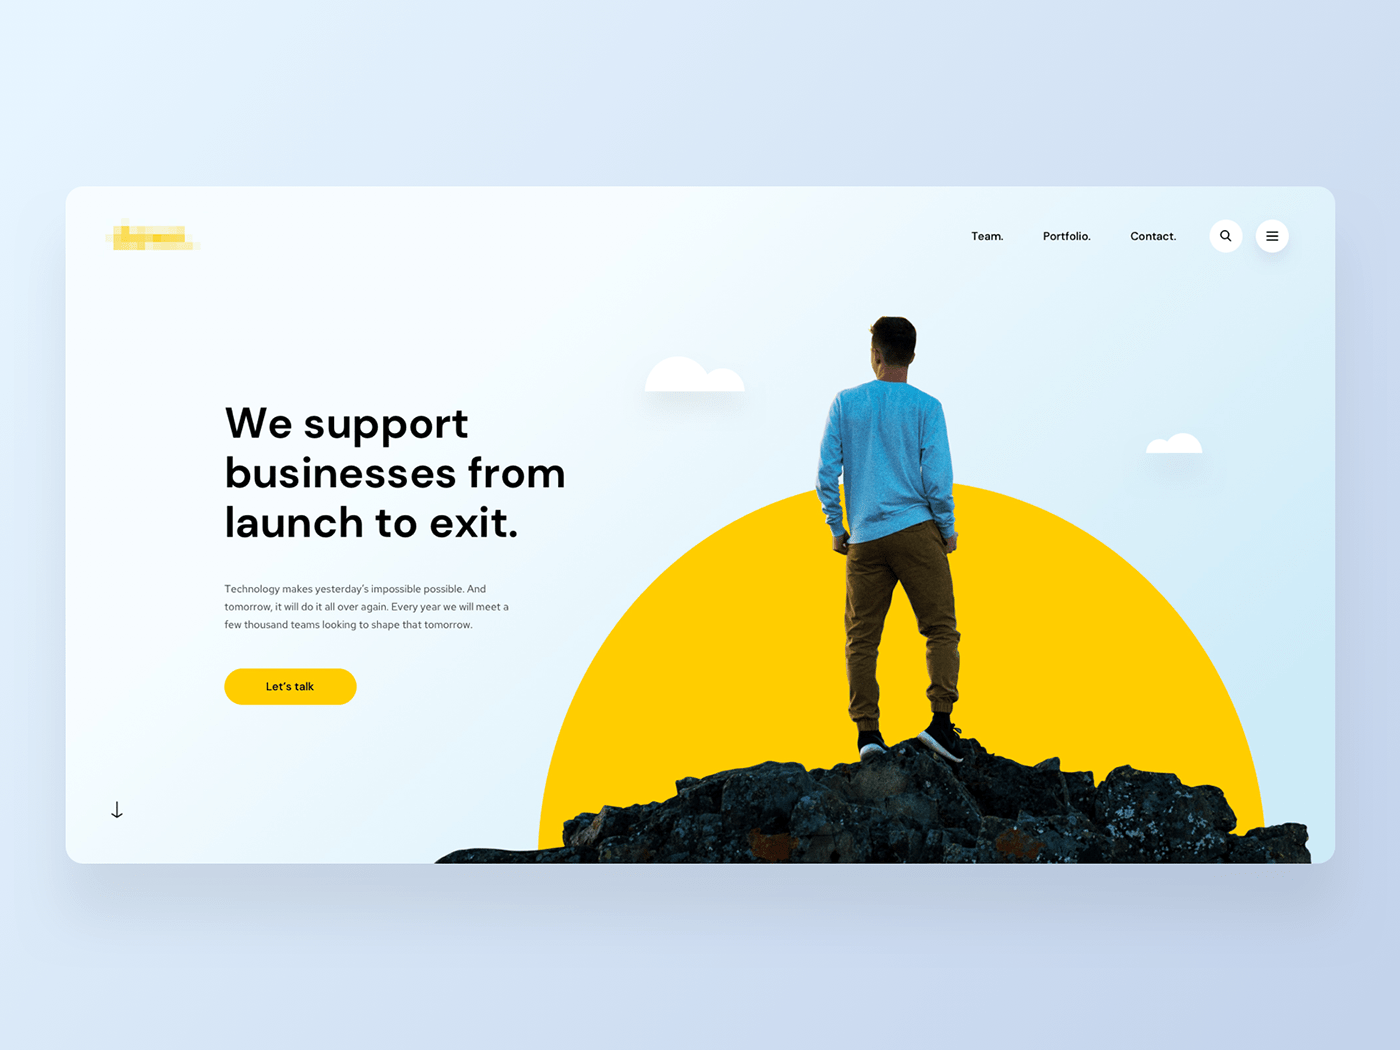 Team.
Portfolio.
Contact.
We support
businesses from
launch to exit.
Technology makes yesterday’s impossible possible. And
tomorrow, it will do it all over again. Every year we will meet a
few thousand teams looking to shape that tomorrow.
Let’s talk